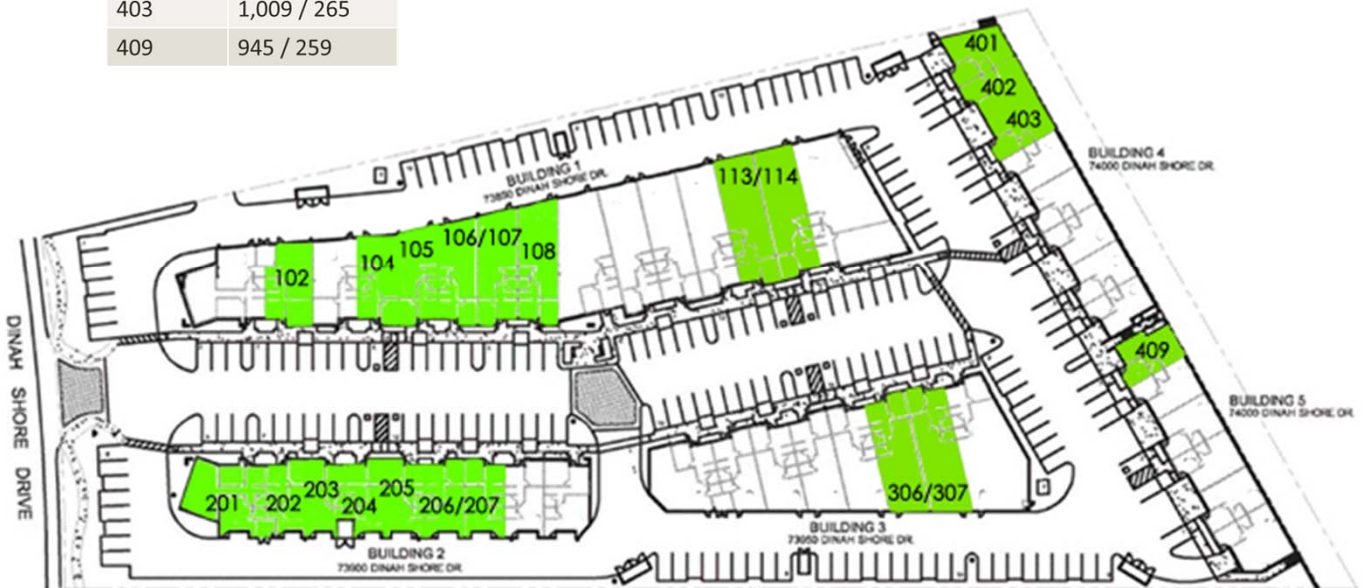 403 1,009 / 265
409 945 / 259
401
402
403
BUILDING 4
74000 DINAH SHORE DR.
BUILDING 1
73850 DINAH SHORE DR.
113/114
106/107
105
108
104
102
409
BUILDING 5
74000 DINAH SHORE DR.
DINAH SHORE DRIVE
201
202
203
204
205
206/207
306/307
BUILDING 2
73900 DINAH SHORE DR.
BUILDING 3
73950 DINAH SHORE DR.